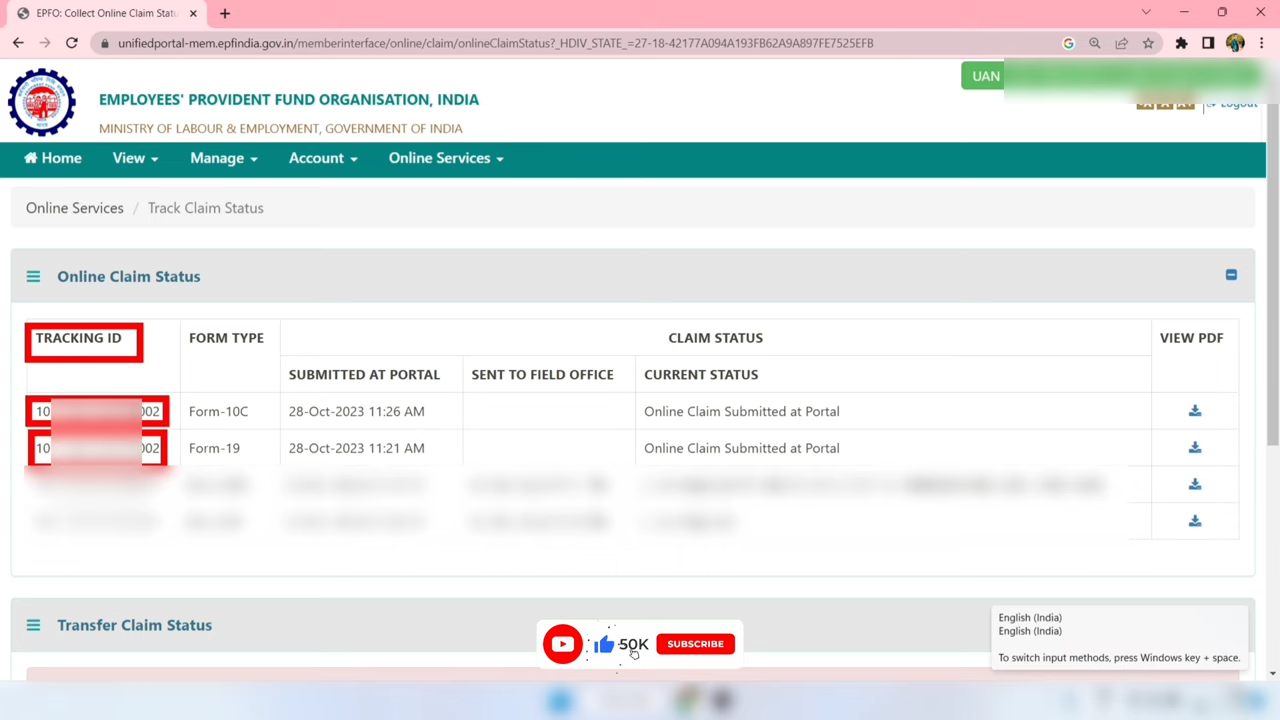 EPFO: Collect Online Claim Statu
unifiedportal-mem.epfindia.gov.in/memberinterface/online/claim/onlineClaimStatus?_HDIV_STATE_=27-18-42177A094A193FB62A9A897FE7525EFB
UAN
EMPLOYEES' PROVIDENT FUND ORGANISATION, INDIA
Logout
MINISTRY OF LABOUR & EMPLOYMENT, GOVERNMENT OF INDIA
Home View Manage Account Online Services
Online Services / Track Claim Status
Online Claim Status
TRACKING ID FORM TYPE CLAIM STATUS VIEW PDF
SUBMITTED AT PORTAL SENT TO FIELD OFFICE CURRENT STATUS
10 002 Form-10C 28-Oct-2023 11:26 AM Online Claim Submitted at Portal
10 002 Form-19 28-Oct-2023 11:21 AM Online Claim Submitted at Portal
Transfer Claim Status
50K SUBSCRIBE
English (India)
English (India)
To switch input methods, press Windows key + space.